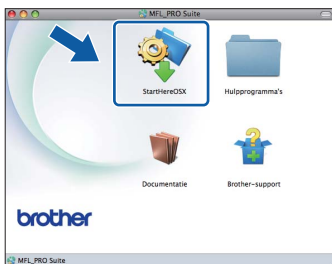 MFL_PRO Suite
StartHereOSX
Hulpprogramma's
Documentatie
Brother-support
brother
MFL_PRO Suite